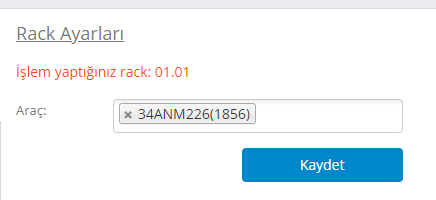 Rack Ayarları
İşlem yaptığınız rack: 01.01
Araç:
× 34ANM226(1856)
Kaydet